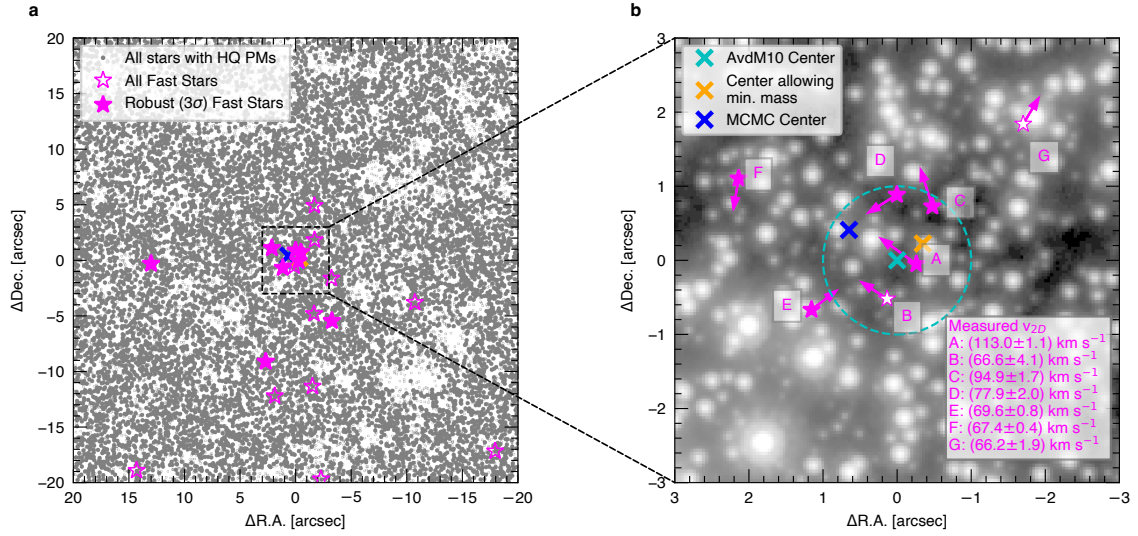 a
All stars with HQ PMs
All Fast Stars
Robust (3σ) Fast Stars
20
15
10
5
0
−5
−10
−15
−20
ΔDec. [arcsec]
20 15 10 5 0 −5 −10 −15 −20
ΔR.A. [arcsec]
b
AvdM10 Center
Center allowing
min. mass
MCMC Center
3
2
1
0
−1
−2
−3
ΔDec. [arcsec]
D
G
F
C
A
E
B
Measured v2D
A: (113.0±1.1) km s⁻¹
B: (66.6±4.1) km s⁻¹
C: (94.9±1.7) km s⁻¹
D: (77.9±2.0) km s⁻¹
E: (69.6±0.8) km s⁻¹
F: (67.4±0.4) km s⁻¹
G: (66.2±1.9) km s⁻¹
3 2 1 0 −1 −2 −3
ΔR.A. [arcsec]